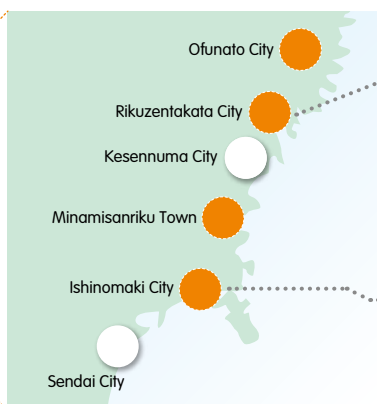 Ofunato City
Rikuzentakata City
Kesennuma City
Minamisanriku Town
Ishinomaki City
Sendai City